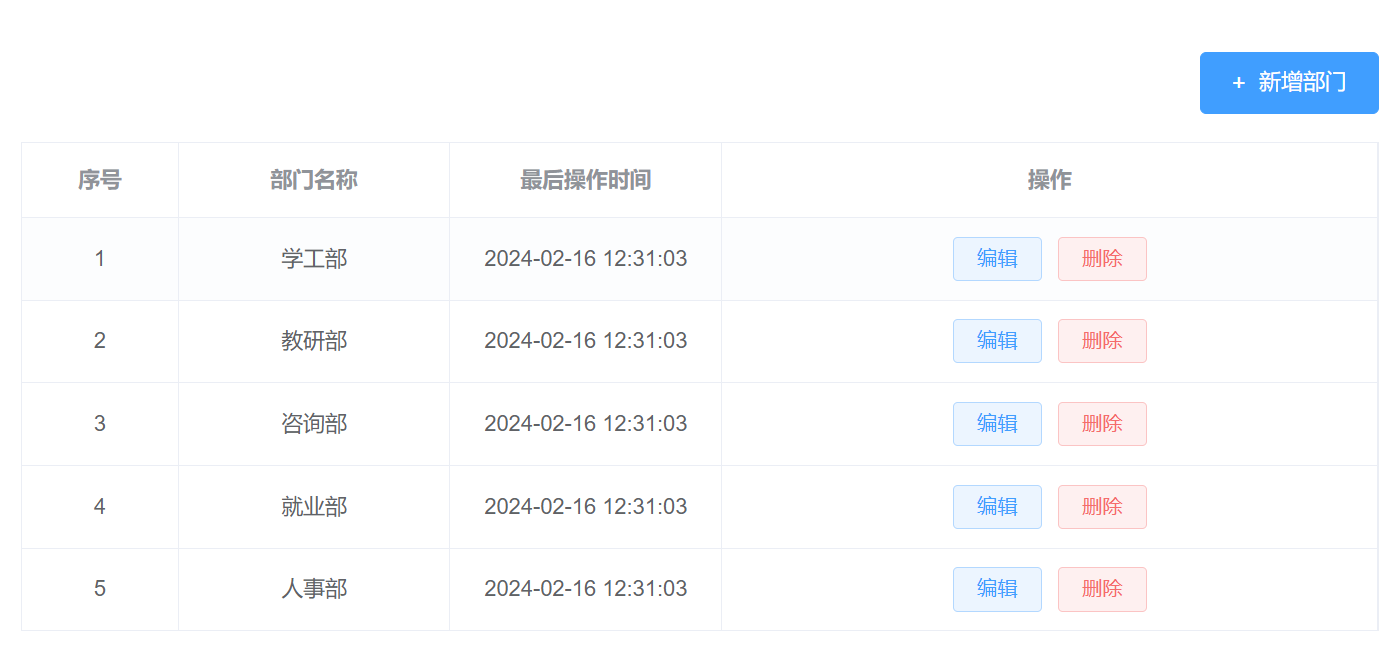 + 新增部门
序号 部门名称 最后操作时间 操作
1 学工部 2024-02-16 12:31:03 编辑 删除
2 教研部 2024-02-16 12:31:03 编辑 删除
3 咨询部 2024-02-16 12:31:03 编辑 删除
4 就业部 2024-02-16 12:31:03 编辑 删除
5 人事部 2024-02-16 12:31:03 编辑 删除